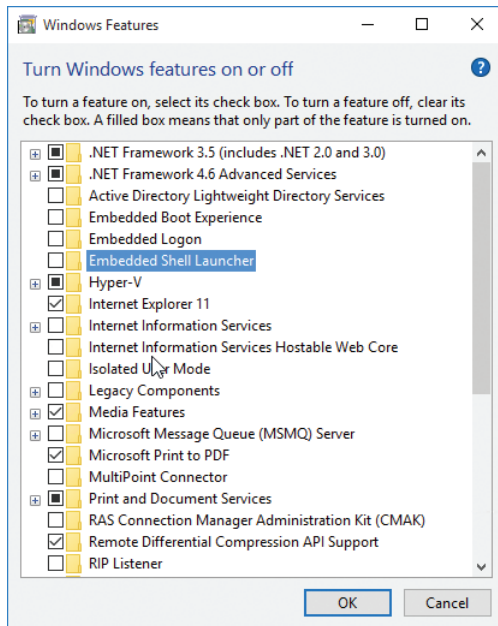 Windows Features
Turn Windows features on or off
To turn a feature on, select its check box. To turn a feature off, clear its
check box. A filled box means that only part of the feature is turned on.
.NET Framework 3.5 (includes .NET 2.0 and 3.0)
.NET Framework 4.6 Advanced Services
Active Directory Lightweight Directory Services
Embedded Boot Experience
Embedded Logon
Embedded Shell Launcher
Hyper-V
Internet Explorer 11
Internet Information Services
Internet Information Services Hostable Web Core
Isolated User Mode
Legacy Components
Media Features
Microsoft Message Queue (MSMQ) Server
Microsoft Print to PDF
MultiPoint Connector
Print and Document Services
RAS Connection Manager Administration Kit (CMAK)
Remote Differential Compression API Support
RIP Listener
OK Cancel